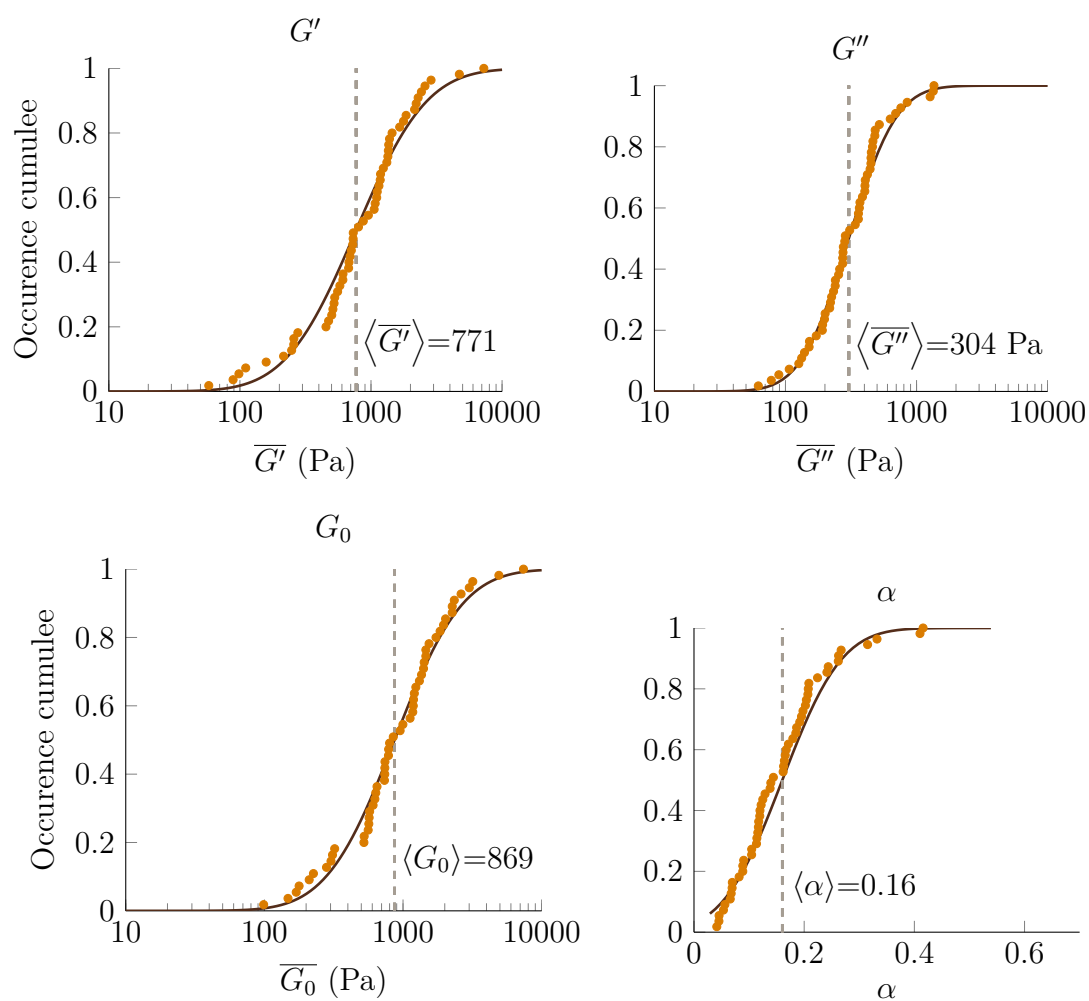 G′
1
0.8
0.6
0.4
0.2
0
Occurence cumulee
⟨G′⟩=771
10 100 1000 10000
G′ (Pa)
G″
1
0.8
0.6
0.4
0.2
0
⟨G″⟩=304 Pa
10 100 1000 10000
G″ (Pa)
G₀
1
0.8
0.6
0.4
0.2
0
Occurence cumulee
⟨G₀⟩=869
10 100 1000 10000
G₀ (Pa)
α
1
0.8
0.6
0.4
0.2
0
⟨α⟩=0.16
0 0.2 0.4 0.6
α